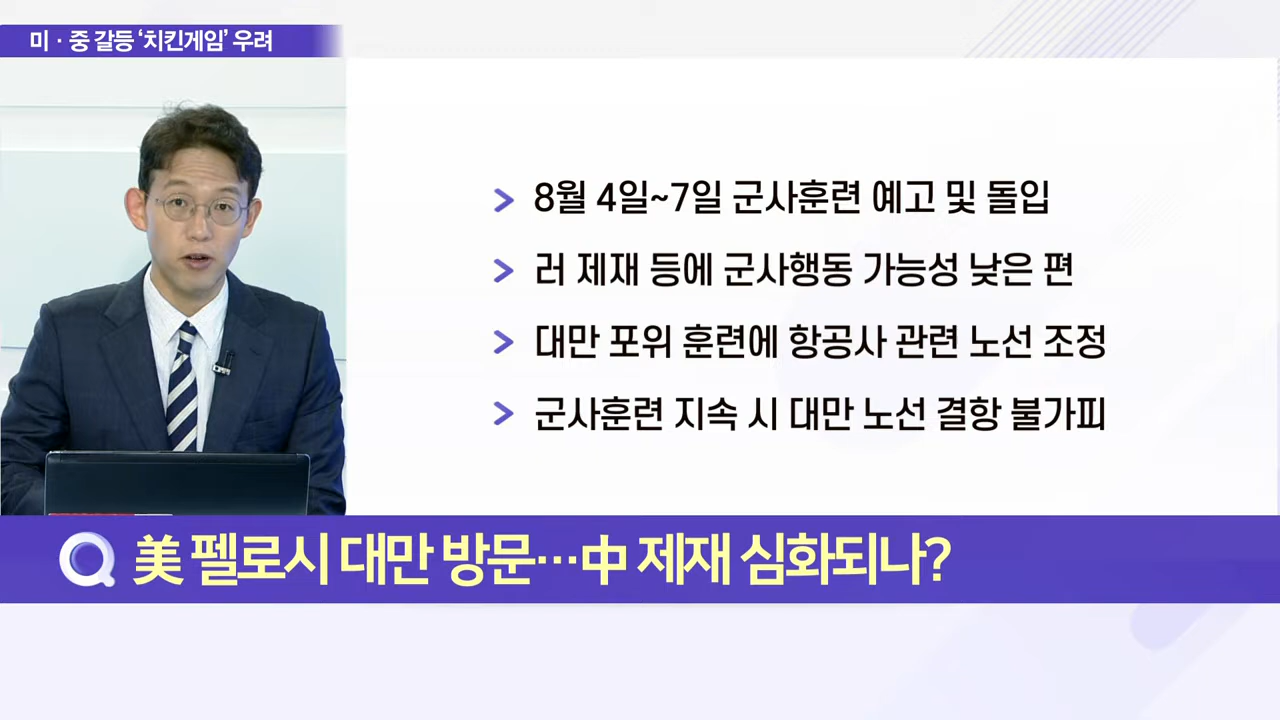 미·중 갈등 ‘치킨게임’ 우려
8월 4일~7일 군사훈련 예고 및 돌입
러 제재 등에 군사행동 가능성 낮은 편
대만 포위 훈련에 항공사 관련 노선 조정
군사훈련 지속 시 대만 노선 결항 불가피
Q 美 펠로시 대만 방문…中 제재 심화되나?